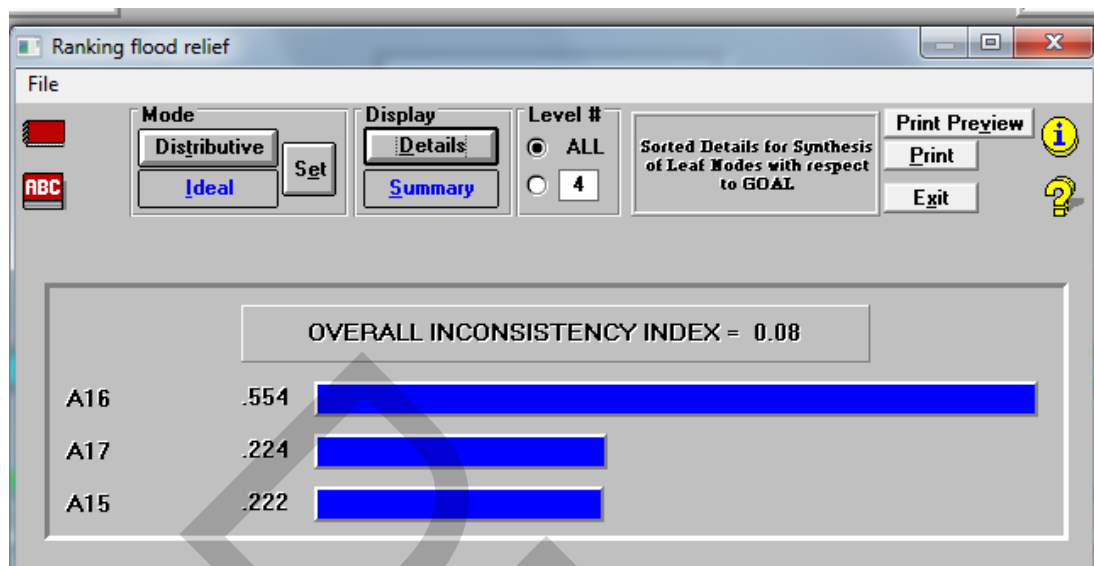 Ranking flood relief
File
Mode
Distributive
Ideal
Set
Display
Details
Summary
Level #
ALL
4
Sorted Details for Synthesis
of Leaf Nodes with respect
to GOAL
Print Preview
Print
Exit
i
?
ABC
OVERALL INCONSISTENCY INDEX = 0.08
A16 .554
A17 .224
A15 .222